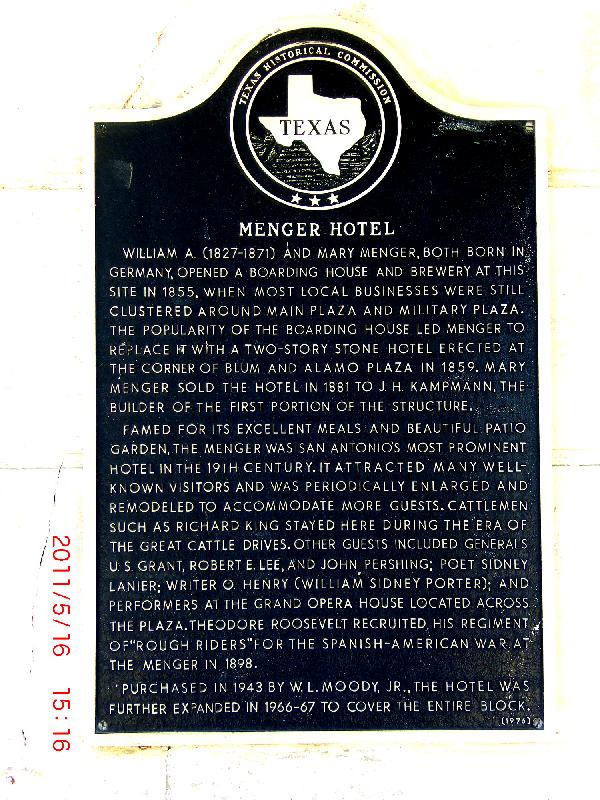 TEXAS HISTORICAL COMMISSION
TEXAS
MENGER HOTEL
WILLIAM A. (1827-1871) AND MARY MENGER, BOTH BORN IN
GERMANY, OPENED A BOARDING HOUSE AND BREWERY AT THIS
SITE IN 1855, WHEN MOST LOCAL BUSINESSES WERE STILL
CLUSTERED AROUND MAIN PLAZA AND MILITARY PLAZA.
THE POPULARITY OF THE BOARDING HOUSE LED MENGER TO
REPLACE IT WITH A TWO-STORY STONE HOTEL ERECTED AT
THE CORNER OF BLUM AND ALAMO PLAZA IN 1859. MARY
MENGER SOLD THE HOTEL IN 1881 TO J. H. KAMPMANN, THE
BUILDER OF THE FIRST PORTION OF THE STRUCTURE.
FAMED FOR ITS EXCELLENT MEALS AND BEAUTIFUL PATIO
GARDEN, THE MENGER WAS SAN ANTONIO'S MOST PROMINENT
HOTEL IN THE 19TH CENTURY. IT ATTRACTED MANY WELL-
KNOWN VISITORS AND WAS PERIODICALLY ENLARGED AND
REMODELED TO ACCOMMODATE MORE GUESTS. CATTLEMEN
SUCH AS RICHARD KING STAYED HERE DURING THE ERA OF
THE GREAT CATTLE DRIVES. OTHER GUESTS INCLUDED GENERALS
U.S. GRANT, ROBERT E. LEE, AND JOHN PERSHING; POET SIDNEY
LANIER; WRITER O. HENRY (WILLIAM SIDNEY PORTER); AND
PERFORMERS AT THE GRAND OPERA HOUSE LOCATED ACROSS
THE PLAZA. THEODORE ROOSEVELT RECRUITED HIS REGIMENT
OF "ROUGH RIDERS" FOR THE SPANISH-AMERICAN WAR AT
THE MENGER IN 1898.
PURCHASED IN 1943 BY W. L. MOODY, JR., THE HOTEL WAS
FURTHER EXPANDED IN 1966-67 TO COVER THE ENTIRE BLOCK.
(1976)
2011/5/16 15:16